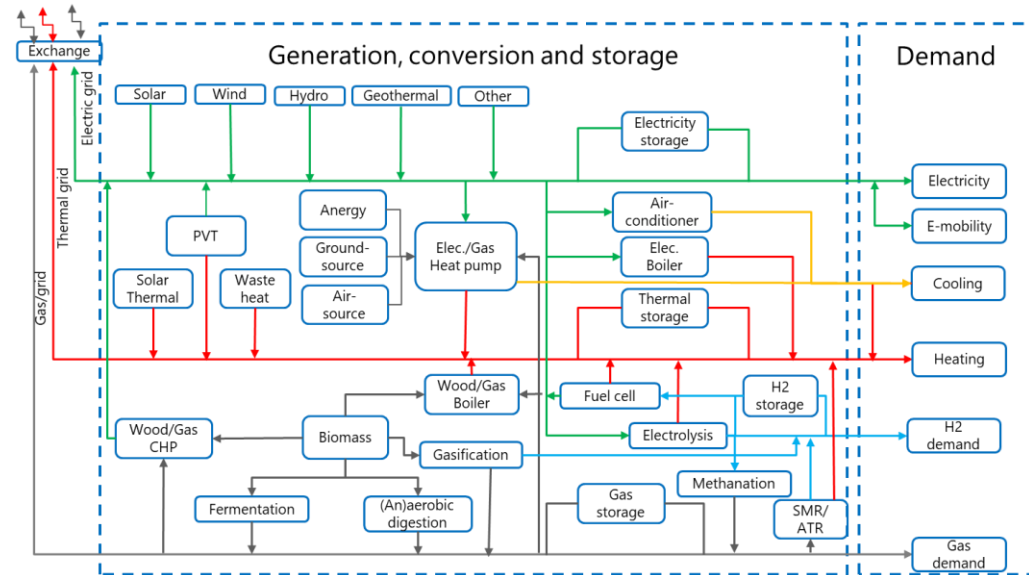 Exchange
Generation, conversion and storage
Demand
Gas/grid
Thermal grid
Electric grid
Solar
Wind
Hydro
Geothermal
Other
Electricity
storage
Electricity
Anergy
Air-
conditioner
PVT
Ground-
source
Elec./Gas
Heat pump
Elec.
Boiler
E-mobility
Solar
Thermal
Waste
heat
Air-
source
Thermal
storage
Cooling
Heating
Wood/Gas
Boiler
Fuel cell
H2
storage
Wood/Gas
CHP
Biomass
Gasification
Electrolysis
H2
demand
Fermentation
(An)aerobic
digestion
Gas
storage
Methanation
SMR/
ATR
Gas
demand